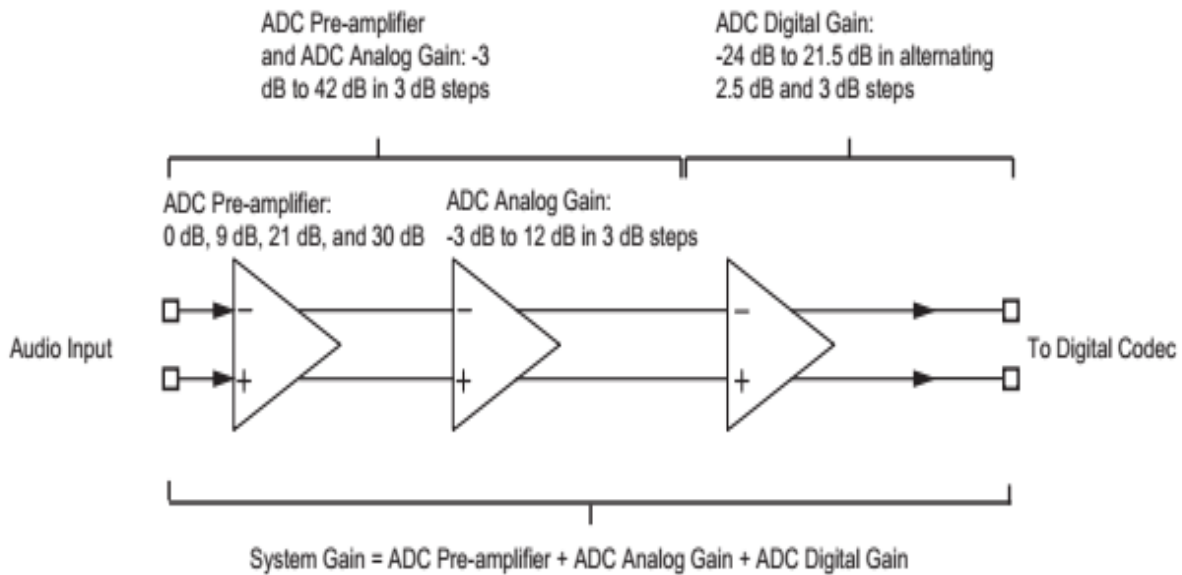 ADC Pre-amplifier
and ADC Analog Gain: -3
dB to 42 dB in 3 dB steps
ADC Digital Gain:
-24 dB to 21.5 dB in alternating
2.5 dB and 3 dB steps
ADC Pre-amplifier:
0 dB, 9 dB, 21 dB, and 30 dB
ADC Analog Gain:
-3 dB to 12 dB in 3 dB steps
Audio Input
−
+
−
+
−
+
To Digital Codec
System Gain = ADC Pre-amplifier + ADC Analog Gain + ADC Digital Gain